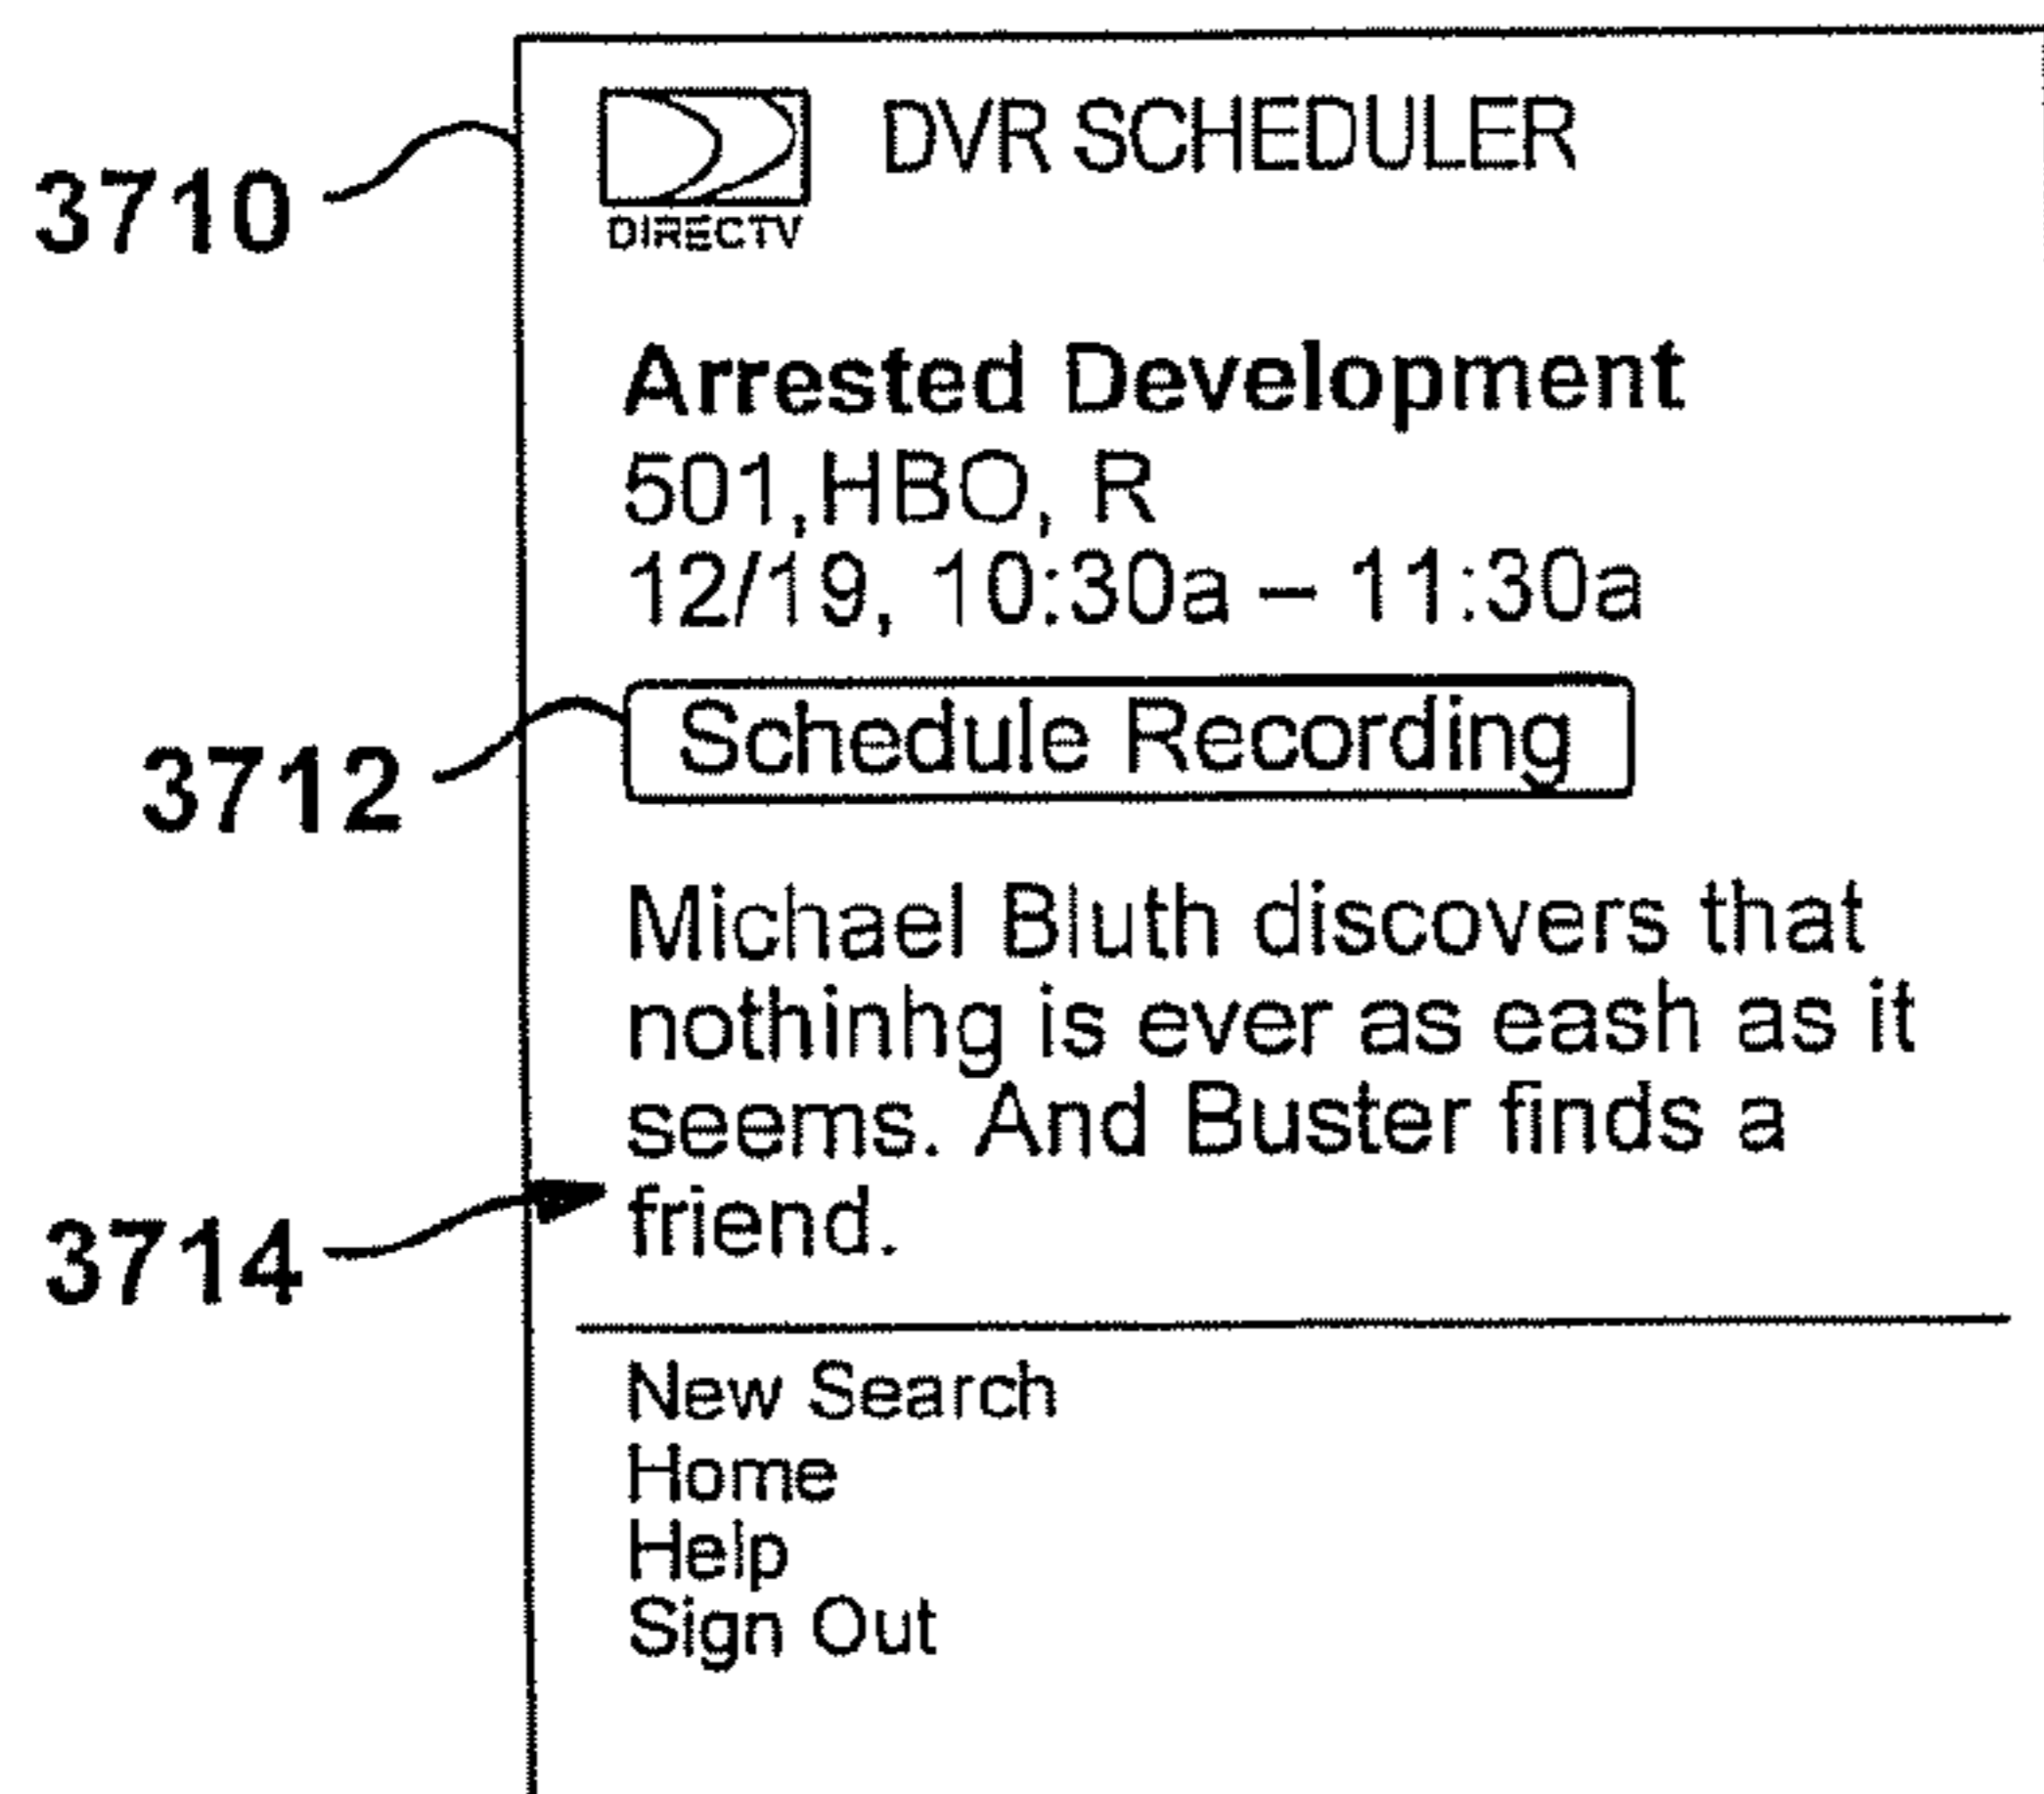 3710
DVR SCHEDULER
DIRECTV
Arrested Development
501,HBO, R
12/19, 10:30a – 11:30a
3712
Schedule Recording
Michael Bluth discovers that
nothinhg is ever as eash as it
seems. And Buster finds a
3714
friend.
New Search
Home
Help
Sign Out